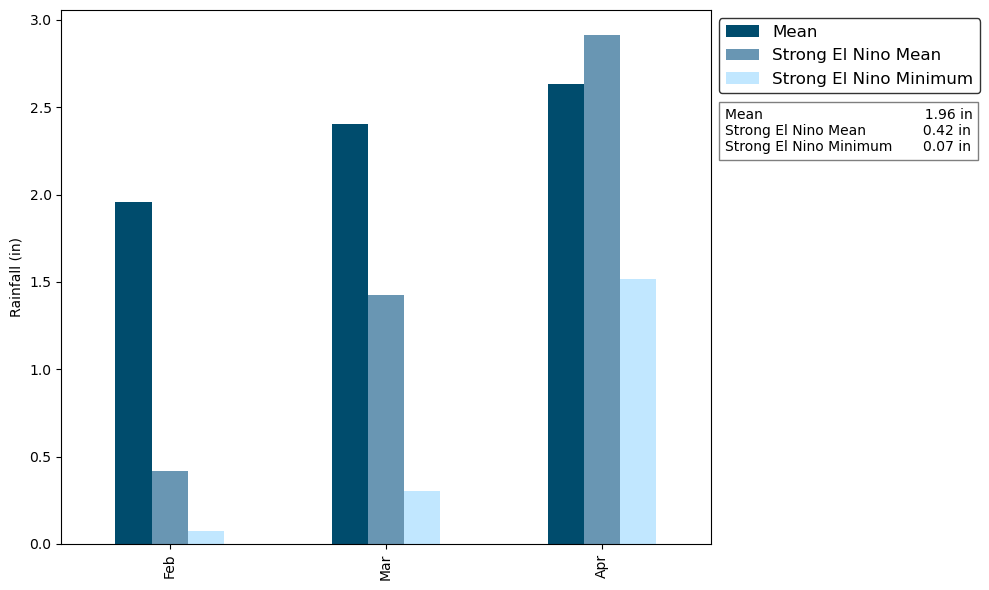 3.0
2.5
2.0
1.5
1.0
0.5
0.0
Rainfall (in)
Feb
Mar
Apr
Mean
Strong El Nino Mean
Strong El Nino Minimum
Mean 1.96 in
Strong El Nino Mean 0.42 in
Strong El Nino Minimum 0.07 in